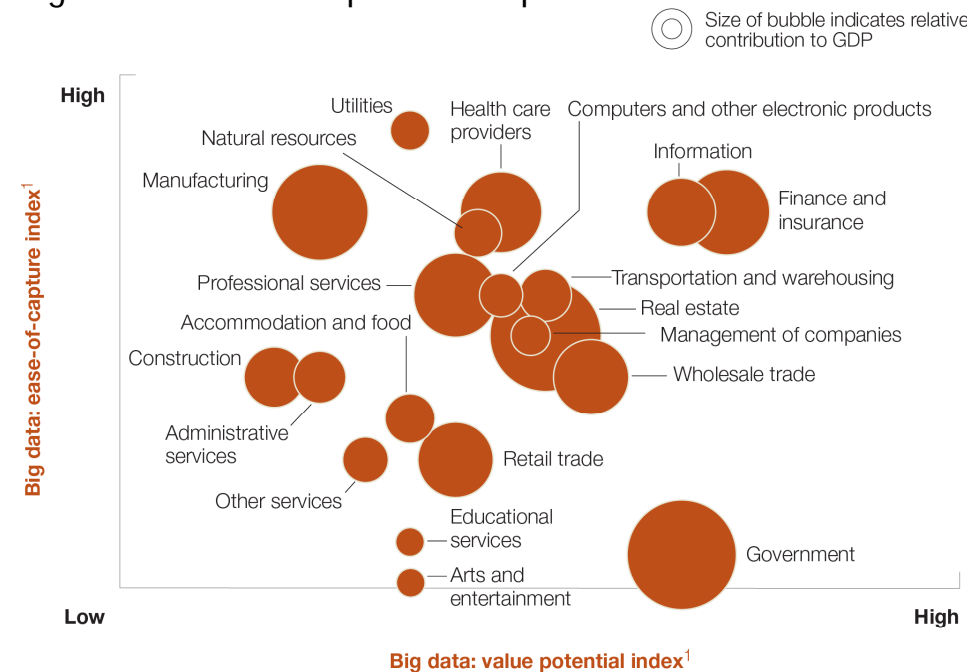 Size of bubble indicates relative
contribution to GDP
High
Utilities
Health care
providers
Computers and other electronic products
Natural resources
Information
Manufacturing
Finance and
insurance
Professional services
Transportation and warehousing
Real estate
Accommodation and food
Management of companies
Construction
Wholesale trade
Administrative
services
Retail trade
Other services
Educational
services
Government
Arts and
entertainment
Low
High
Big data: ease-of-capture index1
Big data: value potential index1